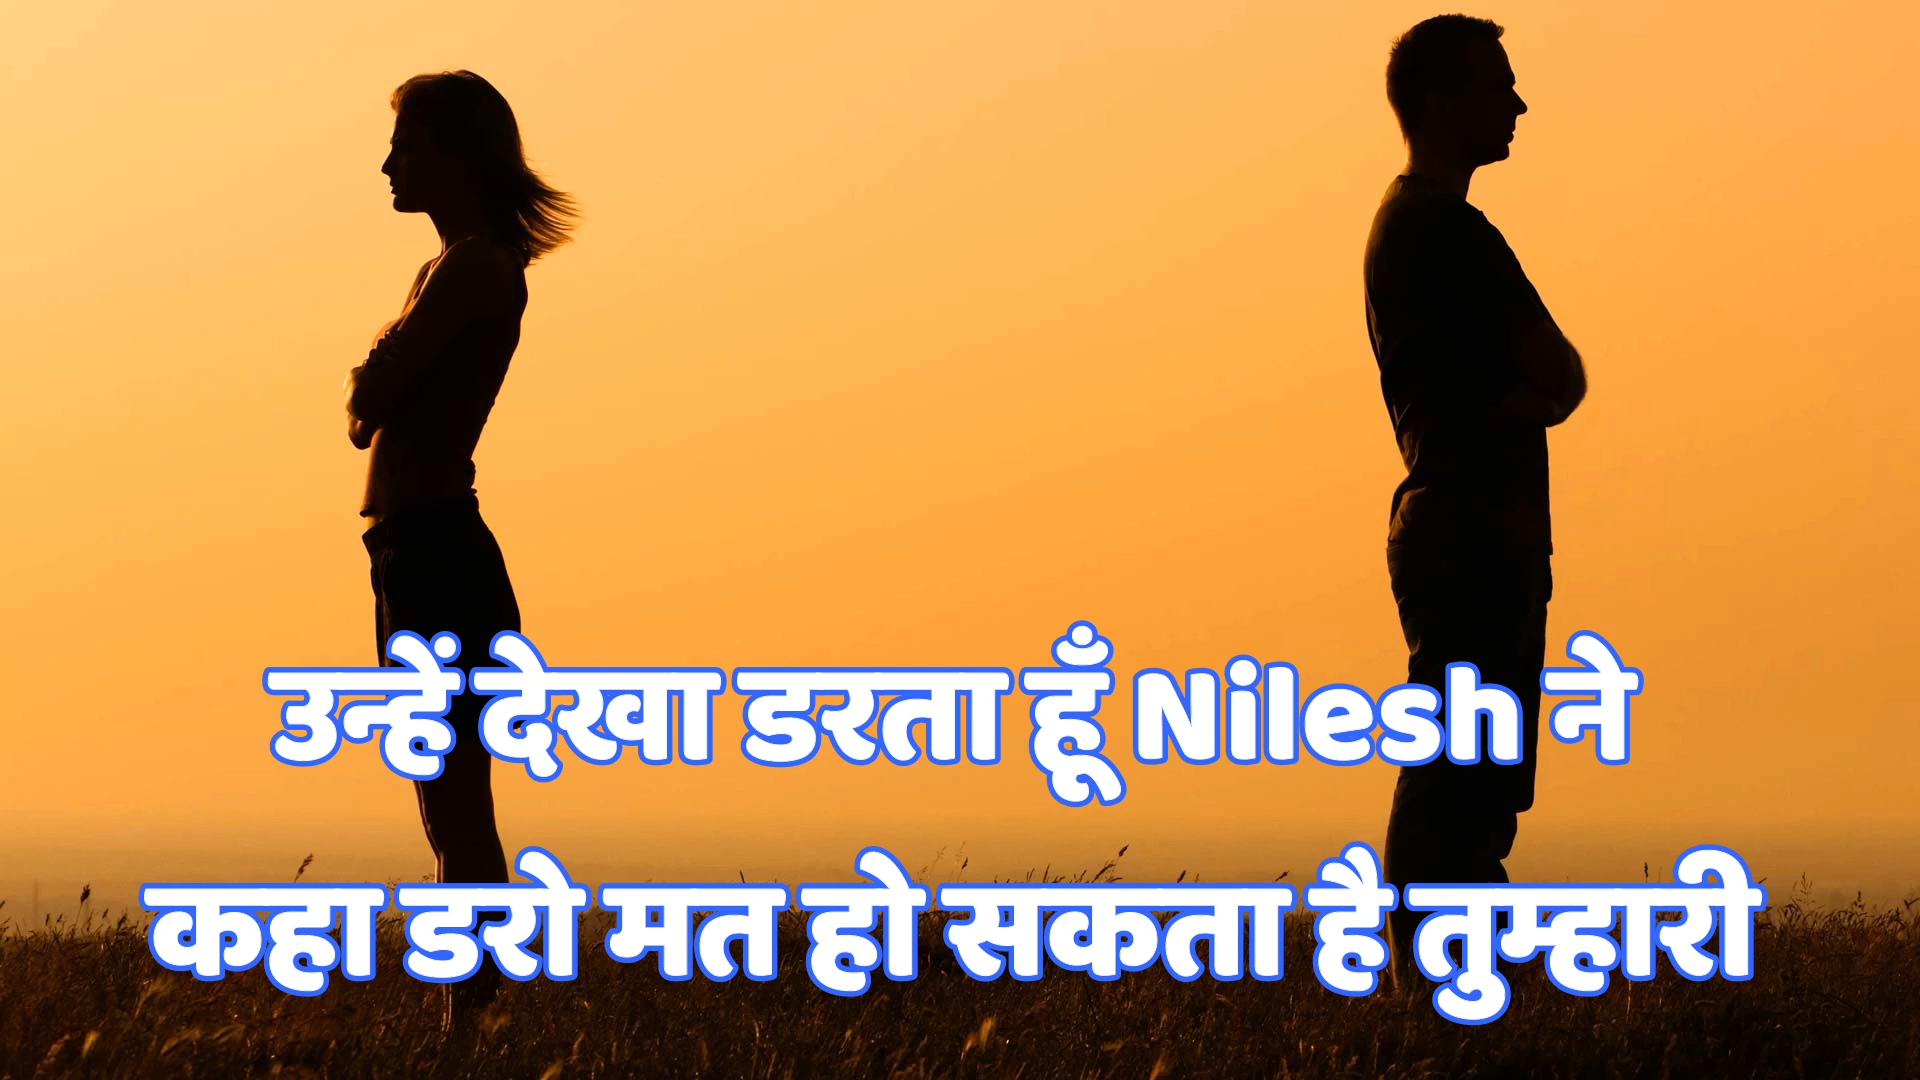 उन्हें देखा डरता हूँ Nilesh ने
कहा डरो मत हो सकता है तुम्हारी